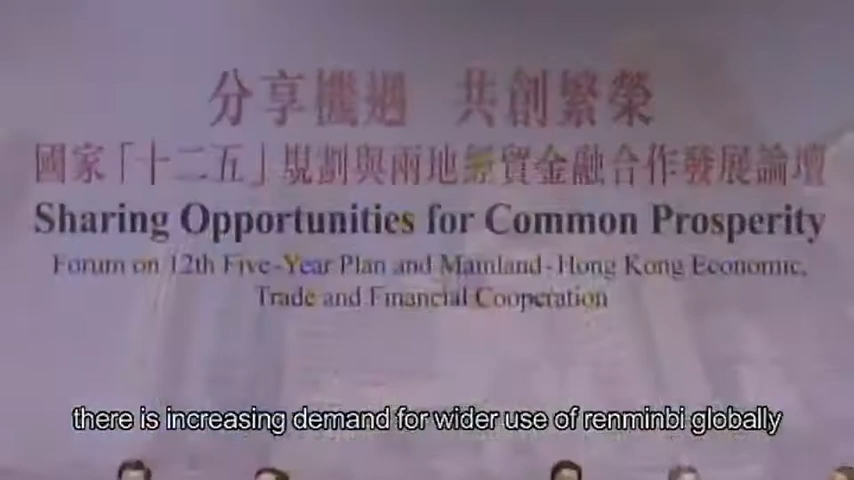 分享機遇 共創繁榮
國家「十二五」規劃與兩地經貿金融合作發展論壇
Sharing Opportunities for Common Prosperity
Forum on 12th Five-Year Plan and Mainland-Hong Kong Economic,
Trade and Financial Cooperation
there is increasing demand for wider use of renminbi globally